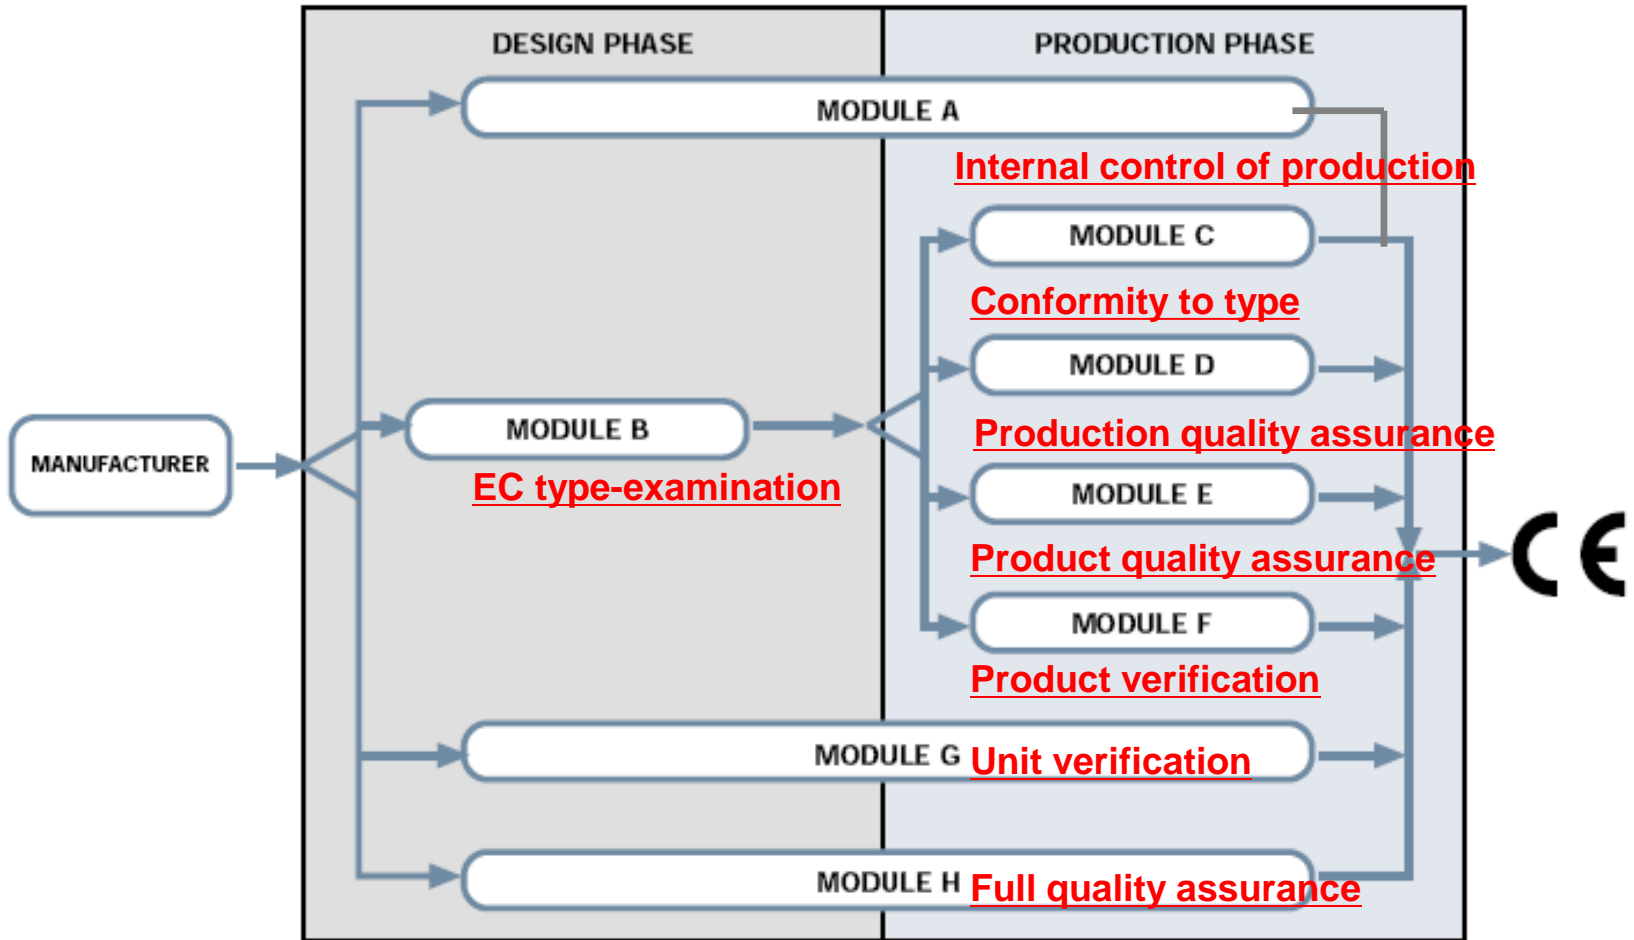 DESIGN PHASE
PRODUCTION PHASE
MODULE A
Internal control of production
MODULE C
Conformity to type
MODULE D
MODULE B
Production quality assurance
MANUFACTURER
EC type-examination
MODULE E
CE
Product quality assurance
MODULE F
Product verification
MODULE G
Unit verification
MODULE H
Full quality assurance